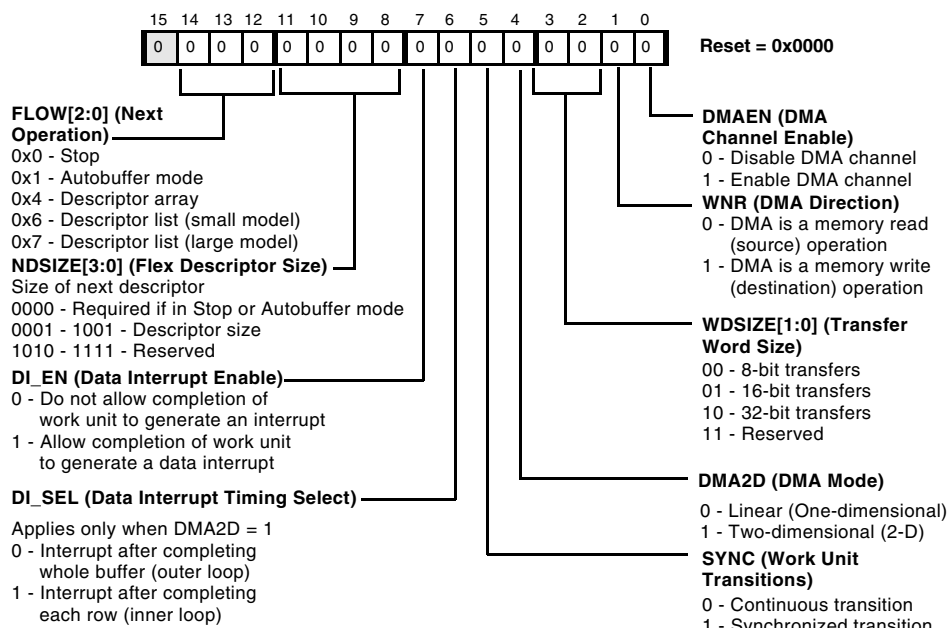 15 14 13 12 11 10 9 8 7 6 5 4 3 2 1 0
0 0 0 0 0 0 0 0 0 0 0 0 0 0 0 0
Reset = 0x0000
FLOW[2:0] (Next
Operation)
0x0 - Stop
0x1 - Autobuffer mode
0x4 - Descriptor array
0x6 - Descriptor list (small model)
0x7 - Descriptor list (large model)
NDSIZE[3:0] (Flex Descriptor Size)
Size of next descriptor
0000 - Required if in Stop or Autobuffer mode
0001 - 1001 - Descriptor size
1010 - 1111 - Reserved
DI_EN (Data Interrupt Enable)
0 - Do not allow completion of
work unit to generate an interrupt
1 - Allow completion of work unit
to generate a data interrupt
DI_SEL (Data Interrupt Timing Select)
Applies only when DMA2D = 1
0 - Interrupt after completing
whole buffer (outer loop)
1 - Interrupt after completing
each row (inner loop)
DMAEN (DMA
Channel Enable)
0 - Disable DMA channel
1 - Enable DMA channel
WNR (DMA Direction)
0 - DMA is a memory read
(source) operation
1 - DMA is a memory write
(destination) operation
WDSIZE[1:0] (Transfer
Word Size)
00 - 8-bit transfers
01 - 16-bit transfers
10 - 32-bit transfers
11 - Reserved
DMA2D (DMA Mode)
0 - Linear (One-dimensional)
1 - Two-dimensional (2-D)
SYNC (Work Unit
Transitions)
0 - Continuous transition
1 - Synchronized transition